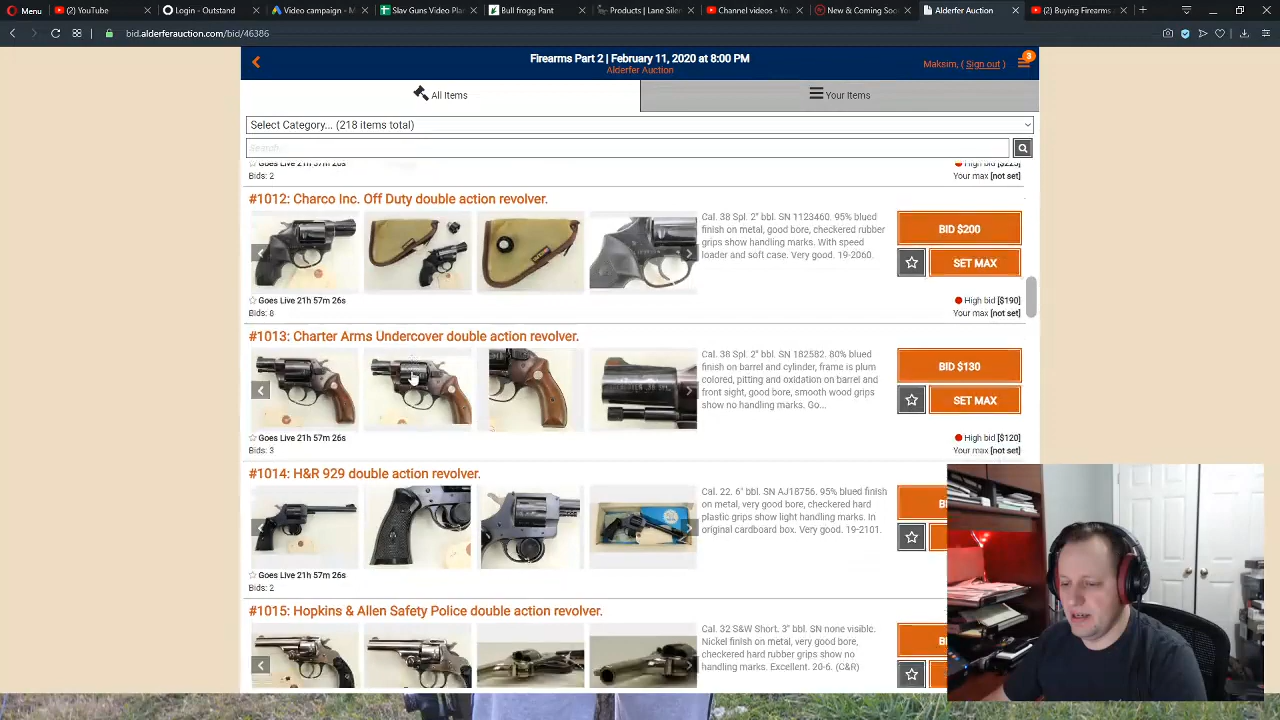 Menu
(2) YouTube
Login - Outstand
Video campaign - M
Slav Guns Video Plan
Bull frogg Pant
Products | Lane Silen
Channel videos - You
New & Coming Soon
Alderfer Auction
(2) Buying Firearms
bid.alderferauction.com/bid/46386
Firearms Part 2 | February 11, 2020 at 8:00 PM
Alderfer Auction
Maksim, ( Sign out )
3
All Items
Your Items
Select Category... (218 items total)
Search...
Goes Live 21h 57m 26s
High bid [$225]
Bids: 2
Your max [not set]
#1012: Charco Inc. Off Duty double action revolver.
Cal. 38 Spl. 2" bbl. SN 1123460. 95% blued
finish on metal, good bore, checkered rubber
grips show handling marks. With speed
loader and soft case. Very good. 19-2060.
BID $200
SET MAX
Goes Live 21h 57m 26s
High bid [$190]
Bids: 8
Your max [not set]
#1013: Charter Arms Undercover double action revolver.
Cal. 38 Spl. 2" bbl. SN 182582. 80% blued
finish on barrel and cylinder, frame is plum
colored, pitting and oxidation on barrel and
front sight, good bore, smooth wood grips
show no handling marks. Go...
BID $130
SET MAX
Goes Live 21h 57m 26s
High bid [$120]
Bids: 3
Your max [not set]
#1014: H&R 929 double action revolver.
Cal. 22. 6" bbl. SN AJ18756. 95% blued finish
on metal, very good bore, checkered hard
plastic grips show light handling marks. In
original cardboard box. Very good. 19-2101.
Goes Live 21h 57m 26s
Bids: 2
#1015: Hopkins & Allen Safety Police double action revolver.
Cal. 32 S&W Short. 3" bbl. SN none visible.
Nickel finish on metal, very good bore,
checkered hard rubber grips show no
handling marks. Excellent. 20-6. (C&R)